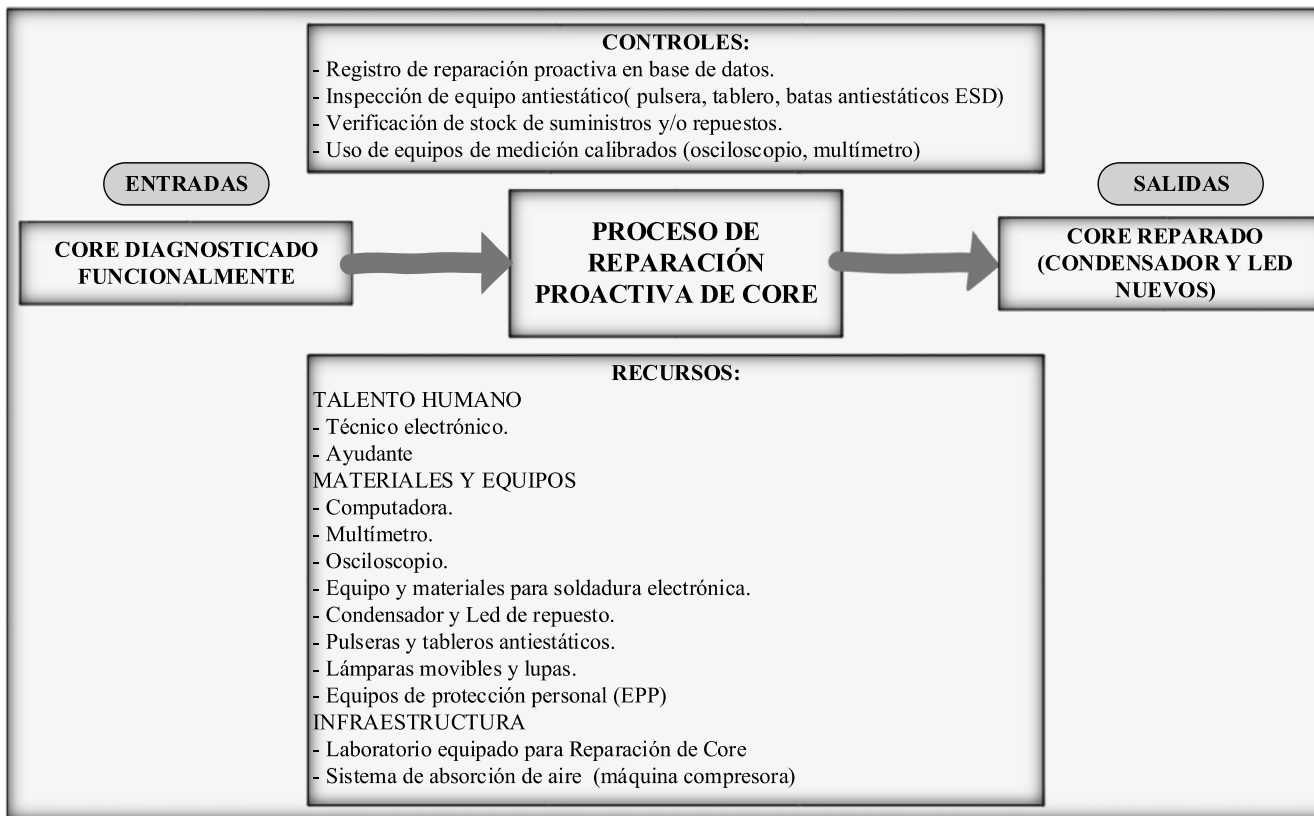 CONTROLES:
- Registro de reparación proactiva en base de datos.
- Inspección de equipo antiestático( pulsera, tablero, batas antiestáticos ESD)
- Verificación de stock de suministros y/o repuestos.
- Uso de equipos de medición calibrados (osciloscopio, multímetro)
ENTRADAS
CORE DIAGNOSTICADO
FUNCIONALMENTE
PROCESO DE
REPARACIÓN
PROACTIVA DE CORE
SALIDAS
CORE REPARADO
(CONDENSADOR Y LED
NUEVOS)
RECURSOS:
TALENTO HUMANO
- Técnico electrónico.
- Ayudante
MATERIALES Y EQUIPOS
- Computadora.
- Multímetro.
- Osciloscopio.
- Equipo y materiales para soldadura electrónica.
- Condensador y Led de repuesto.
- Pulseras y tableros antiestáticos.
- Lámparas movibles y lupas.
- Equipos de protección personal (EPP)
INFRAESTRUCTURA
- Laboratorio equipado para Reparación de Core
- Sistema de absorción de aire (máquina compresora)